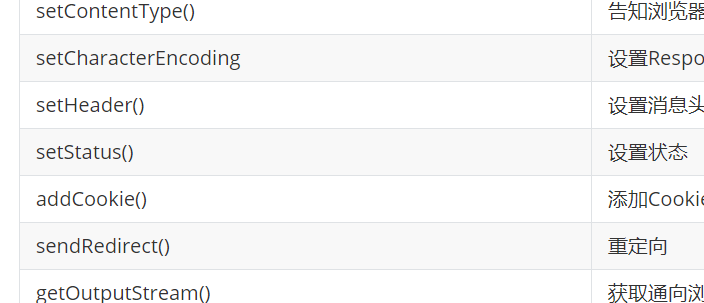 setContentType()
告知浏览器
setCharacterEncoding
设置Respo
setHeader()
设置消息头
setStatus()
设置状态
addCookie()
添加Cookie
sendRedirect()
重定向
getOutputStream()
获取通向浏